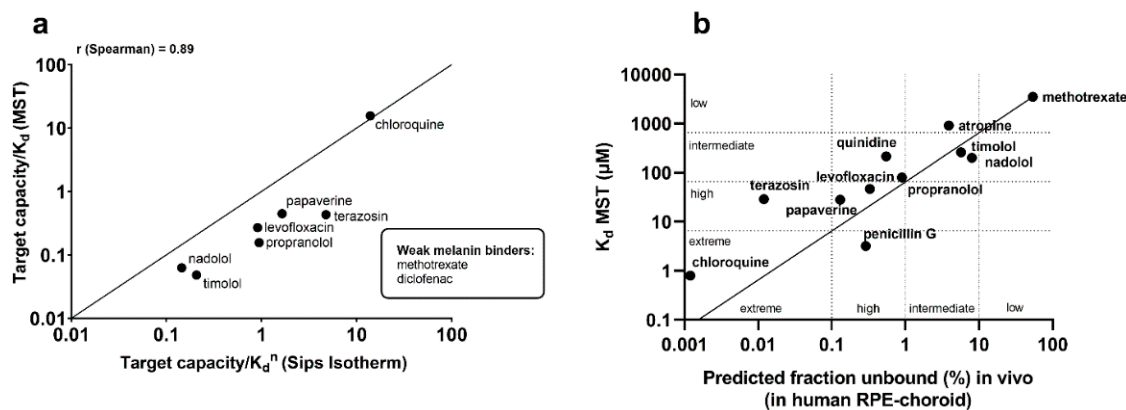 a
r (Spearman) = 0.89
Target capacity/Kd (MST)
100
10
1
0.1
0.01
chloroquine
papaverine
terazosin
levofloxacin
propranolol
nadolol
timolol
Weak melanin binders:
methotrexate
diclofenac
0.01 0.1 1 10 100
Target capacity/Kdⁿ (Sips Isotherm)
b
Kd MST (µM)
10000
1000
100
10
1
0.1
low
intermediate
high
extreme
methotrexate
atropine
quinidine
timolol
nadolol
levofloxacin
terazosin
propranolol
papaverine
penicillin G
chloroquine
extreme high intermediate low
0.001 0.01 0.1 1 10 100
Predicted fraction unbound (%) in vivo
(in human RPE-choroid)